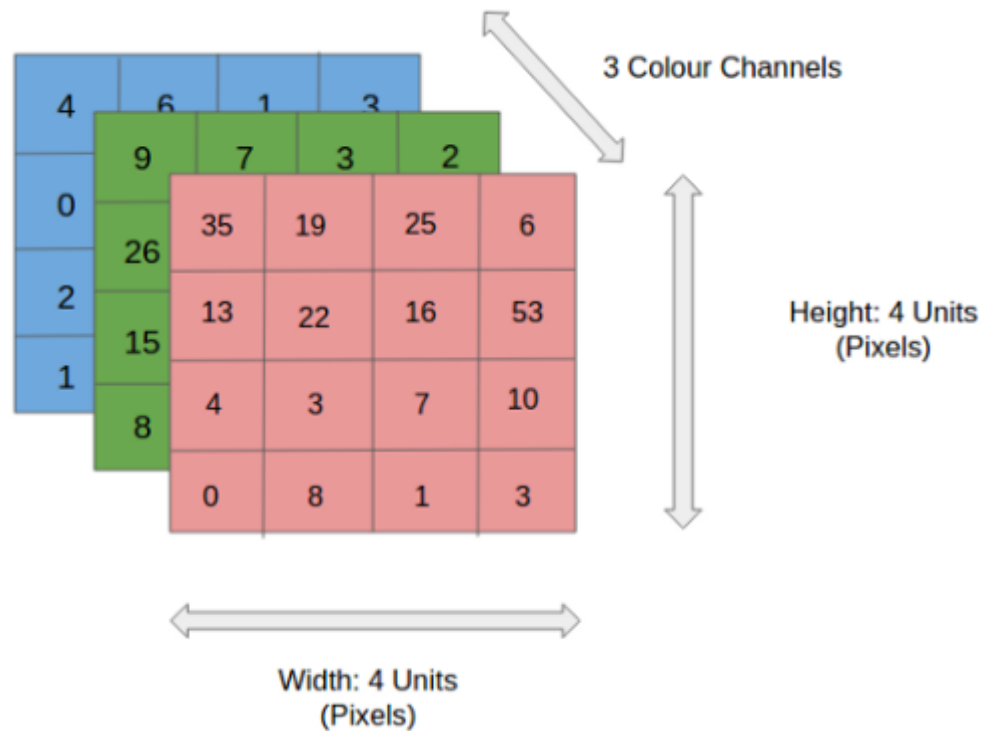 3 Colour Channels
4 6 1 3
9 7 3 2
0
35 19 25 6
26
2
13 22 16 53
Height: 4 Units
(Pixels)
15
1
4 3 7 10
8
0 8 1 3
Width: 4 Units
(Pixels)